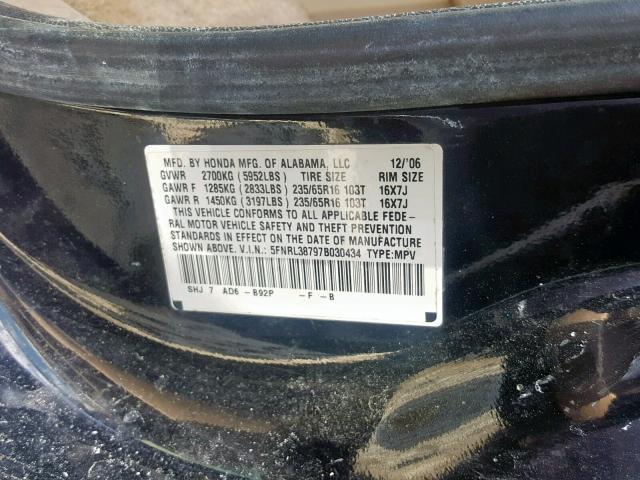 MFD. BY HONDA MFG. OF ALABAMA, LLC 12/'06
GVWR 2700KG (5952LBS) TIRE SIZE RIM SIZE
GAWR F 1285KG (2833LBS) 235/65R16 103T 16X7J
GAWR R 1450KG (3197LBS) 235/65R16 103T 16X7J
THIS VEHICLE CONFORMS TO ALL APPLICABLE FEDE-
RAL MOTOR VEHICLE SAFETY AND THEFT PREVENTION
STANDARDS IN EFFECT ON THE DATE OF MANUFACTURE
SHOWN ABOVE. V.I.N.: 5FNRL38797B030434 TYPE:MPV
SHJ 7 AD6 -B92P -F -B